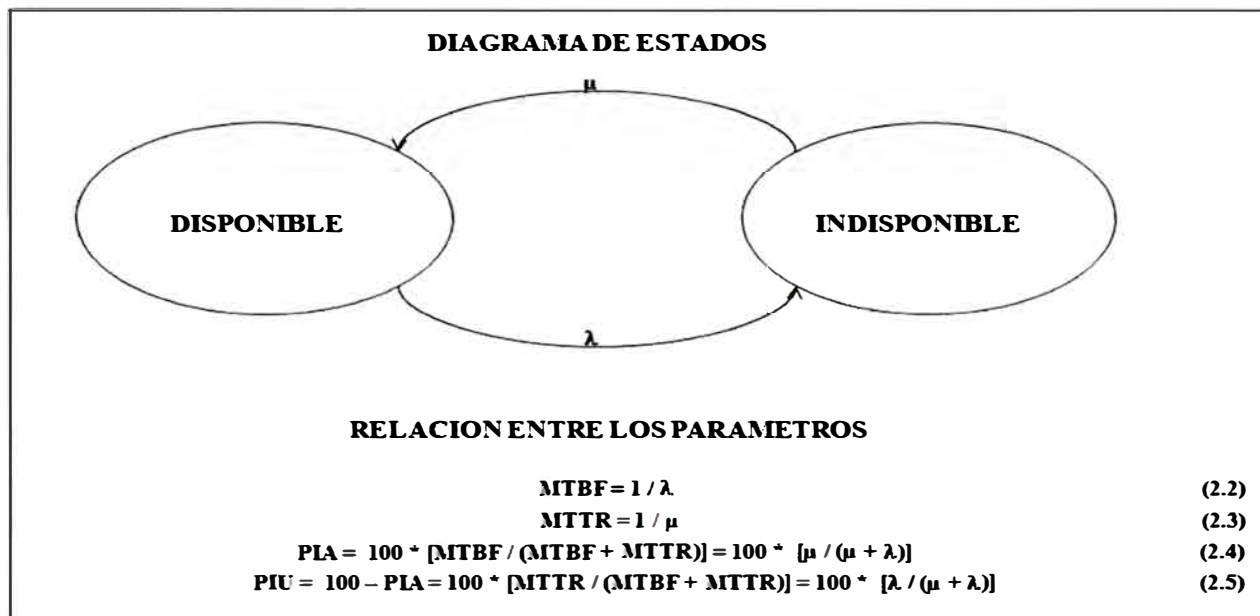 DIAGRAMA DE ESTADOS
μ
DISPONIBLE
INDISPONIBLE
λ
RELACION ENTRE LOS PARAMETROS
MTBF = 1 / λ (2.2)
MTTR = 1 / μ (2.3)
PIA = 100 * [MTBF / (MTBF + MTTR)] = 100 * [μ / (μ + λ)] (2.4)
PIU = 100 – PIA = 100 * [MTTR / (MTBF + MTTR)] = 100 * [λ / (μ + λ)] (2.5)